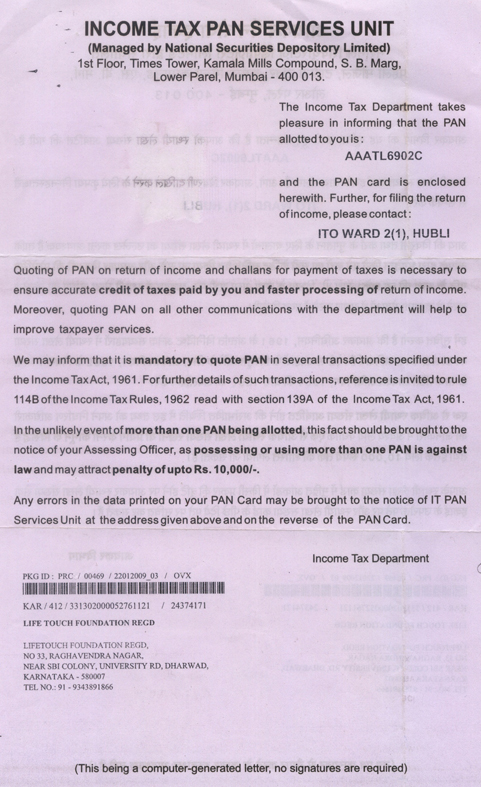 INCOME TAX PAN SERVICES UNIT
(Managed by National Securities Depository Limited)
1st Floor, Times Tower, Kamala Mills Compound, S. B. Marg,
Lower Parel, Mumbai - 400 013.
The Income Tax Department takes
pleasure in informing that the PAN
allotted to you is :
AAATL6902C
and the PAN card is enclosed
herewith. Further, for filing the return
of income, please contact :
ITO WARD 2(1), HUBLI
Quoting of PAN on return of income and challans for payment of taxes is necessary to
ensure accurate credit of taxes paid by you and faster processing of return of income.
Moreover, quoting PAN on all other communications with the department will help to
improve taxpayer services.
We may inform that it is mandatory to quote PAN in several transactions specified under
the Income Tax Act, 1961. For further details of such transactions, reference is invited to rule
114B of the Income Tax Rules, 1962 read with section 139A of the Income Tax Act, 1961.
In the unlikely event of more than one PAN being allotted, this fact should be brought to the
notice of your Assessing Officer, as possessing or using more than one PAN is against
law and may attract penalty of upto Rs. 10,000/-.
Any errors in the data printed on your PAN Card may be brought to the notice of IT PAN
Services Unit at the address given above and on the reverse of the PAN Card.
Income Tax Department
PKG ID : PRC / 00469 / 22012009_03 / OVX
KAR / 412 / 331302000052761121 / 24374171
LIFE TOUCH FOUNDATION REGD
LIFETOUCH FOUNDATION REGD,
NO 33, RAGHAVENDRA NAGAR,
NEAR SBI COLONY, UNIVERSITY RD, DHARWAD,
KARNATAKA - 580007
TEL NO.: 91 - 9343891866
(This being a computer-generated letter, no signatures are required)